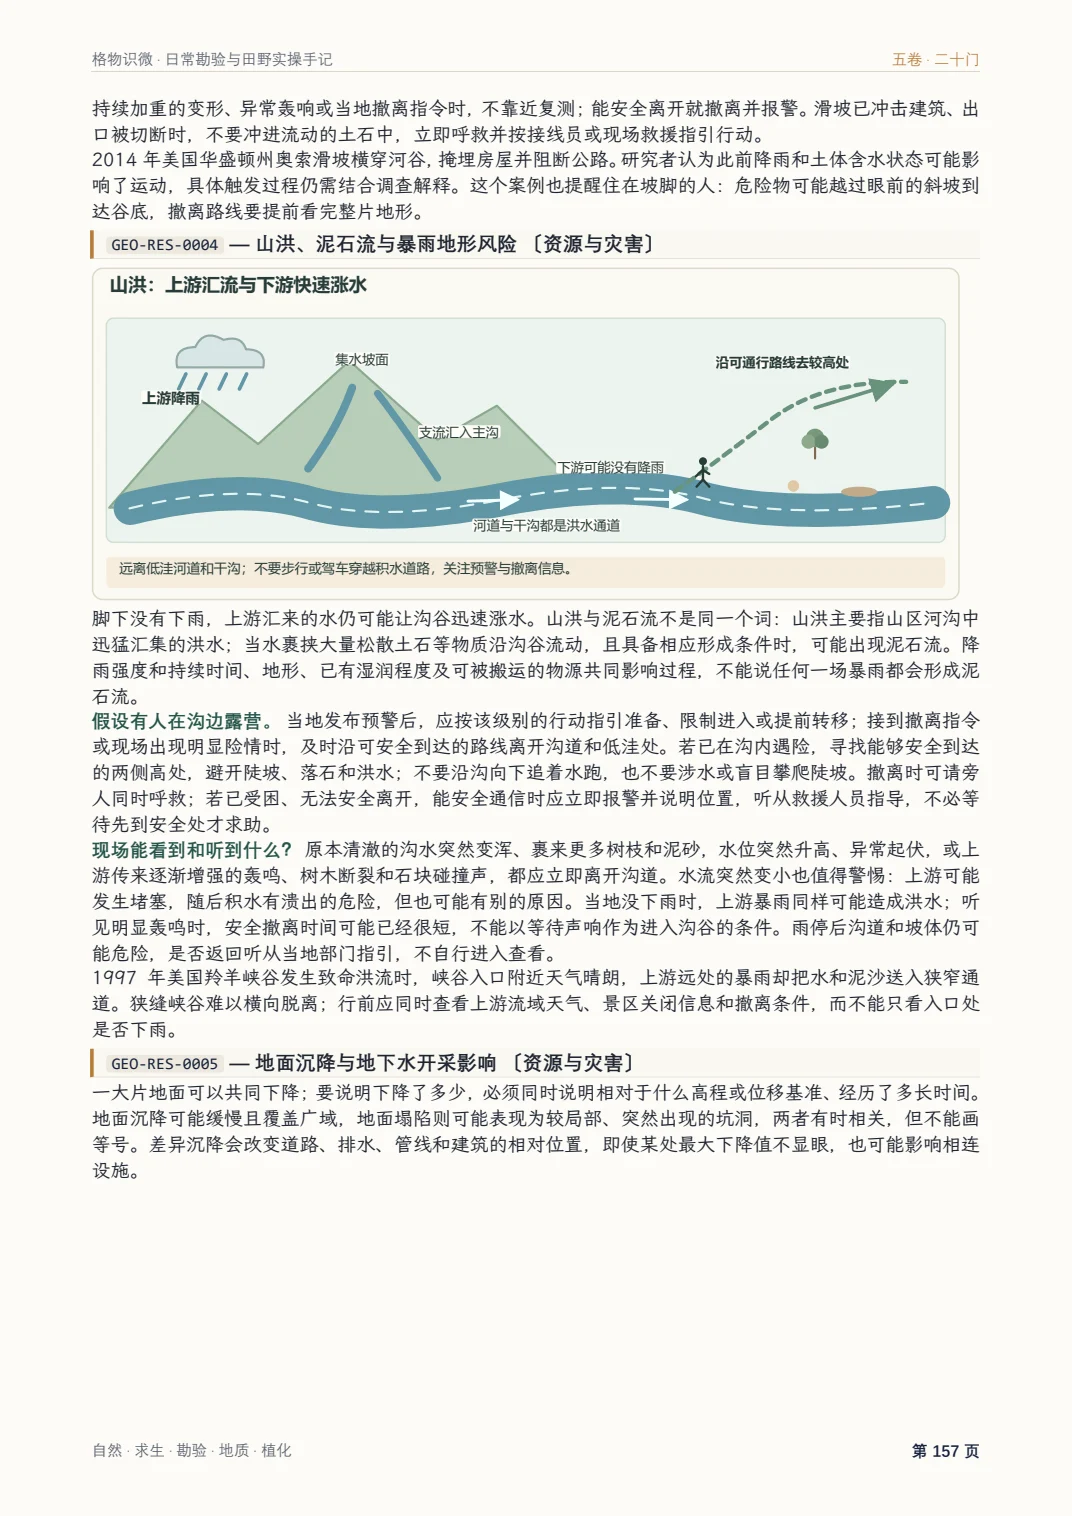 格物识微 · 日常勘验与田野实操手记
五卷 · 二十门
持续加重的变形、异常轰响或当地撤离指令时，不靠近复测；能安全离开就撤离并报警。滑坡已冲击建筑、出
口被切断时，不要冲进流动的土石中，立即呼救并按接线员或现场救援指引行动。
2014 年美国华盛顿州奥索滑坡横穿河谷，掩埋房屋并阻断公路。研究者认为此前降雨和土体含水状态可能影
响了运动，具体触发过程仍需结合调查解释。这个案例也提醒住在坡脚的人：危险物可能越过眼前的斜坡到
达谷底，撤离路线要提前看完整片地形。
GEO-RES-0004 — 山洪、泥石流与暴雨地形风险 〔资源与灾害〕
山洪：上游汇流与下游快速涨水
集水坡面
沿可通行路线去较高处
上游降雨
支流汇入主沟
下游可能没有降雨
河道与干沟都是洪水通道
远离低洼河道和干沟；不要步行或驾车穿越积水道路，关注预警与撤离信息。
脚下没有下雨，上游汇来的水仍可能让沟谷迅速涨水。山洪与泥石流不是同一个词：山洪主要指山区河沟中
迅猛汇集的洪水；当水裹挟大量松散土石等物质沿沟谷流动，且具备相应形成条件时，可能出现泥石流。降
雨强度和持续时间、地形、已有湿润程度及可被搬运的物源共同影响过程，不能说任何一场暴雨都会形成泥
石流。
假设有人在沟边露营。 当地发布预警后，应按该级别的行动指引准备、限制进入或提前转移；接到撤离指令
或现场出现明显险情时，及时沿可安全到达的路线离开沟道和低洼处。若已在沟内遇险，寻找能够安全到达
的两侧高处，避开陡坡、落石和洪水；不要沿沟向下追着水跑，也不要涉水或盲目攀爬陡坡。撤离时可请旁
人同时呼救；若已受困、无法安全离开，能安全通信时应立即报警并说明位置，听从救援人员指导，不必等
待先到安全处才求助。
现场能看到和听到什么？ 原本清澈的沟水突然变浑、裹来更多树枝和泥砂，水位突然升高、异常起伏，或上
游传来逐渐增强的轰鸣、树木断裂和石块碰撞声，都应立即离开沟道。水流突然变小也值得警惕：上游可能
发生堵塞，随后积水有溃出的危险，但也可能有别的原因。当地没下雨时，上游暴雨同样可能造成洪水；听
见明显轰鸣时，安全撤离时间可能已经很短，不能以等待声响作为进入沟谷的条件。雨停后沟道和坡体仍可
能危险，是否返回听从当地部门指引，不自行进入查看。
1997 年美国羚羊峡谷发生致命洪流时，峡谷入口附近天气晴朗，上游远处的暴雨却把水和泥沙送入狭窄通
道。狭缝峡谷难以横向脱离；行前应同时查看上游流域天气、景区关闭信息和撤离条件，而不能只看入口处
是否下雨。
GEO-RES-0005 — 地面沉降与地下水开采影响 〔资源与灾害〕
一大片地面可以共同下降；要说明下降了多少，必须同时说明相对于什么高程或位移基准、经历了多长时间。
地面沉降可能缓慢且覆盖广域，地面塌陷则可能表现为较局部、突然出现的坑洞，两者有时相关，但不能画
等号。差异沉降会改变道路、排水、管线和建筑的相对位置，即使某处最大下降值不显眼，也可能影响相连
设施。
自然 · 求生 · 勘验 · 地质 · 植化
第 157 页